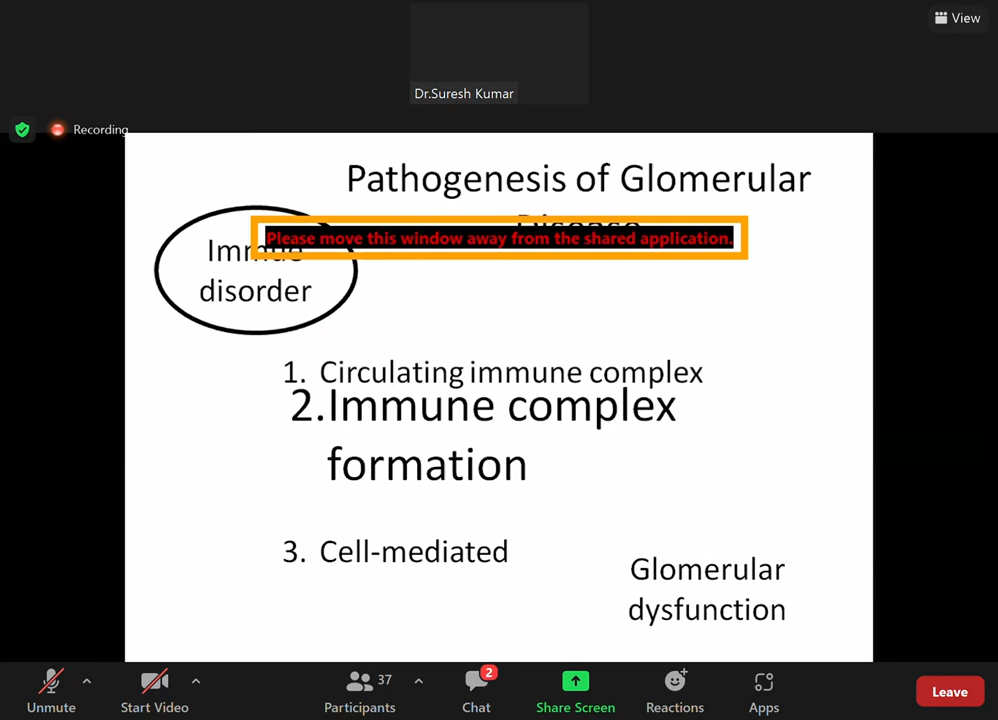 View
Dr.Suresh Kumar
Recording
Pathogenesis of Glomerular
Disease
Please move this window away from the shared application.
Immue
disorder
1. Circulating immune complex
2.Immune complex
formation
3. Cell-mediated
Glomerular
dysfunction
Unmute
Start Video
37
Participants
2
Chat
Share Screen
Reactions
Apps
Leave